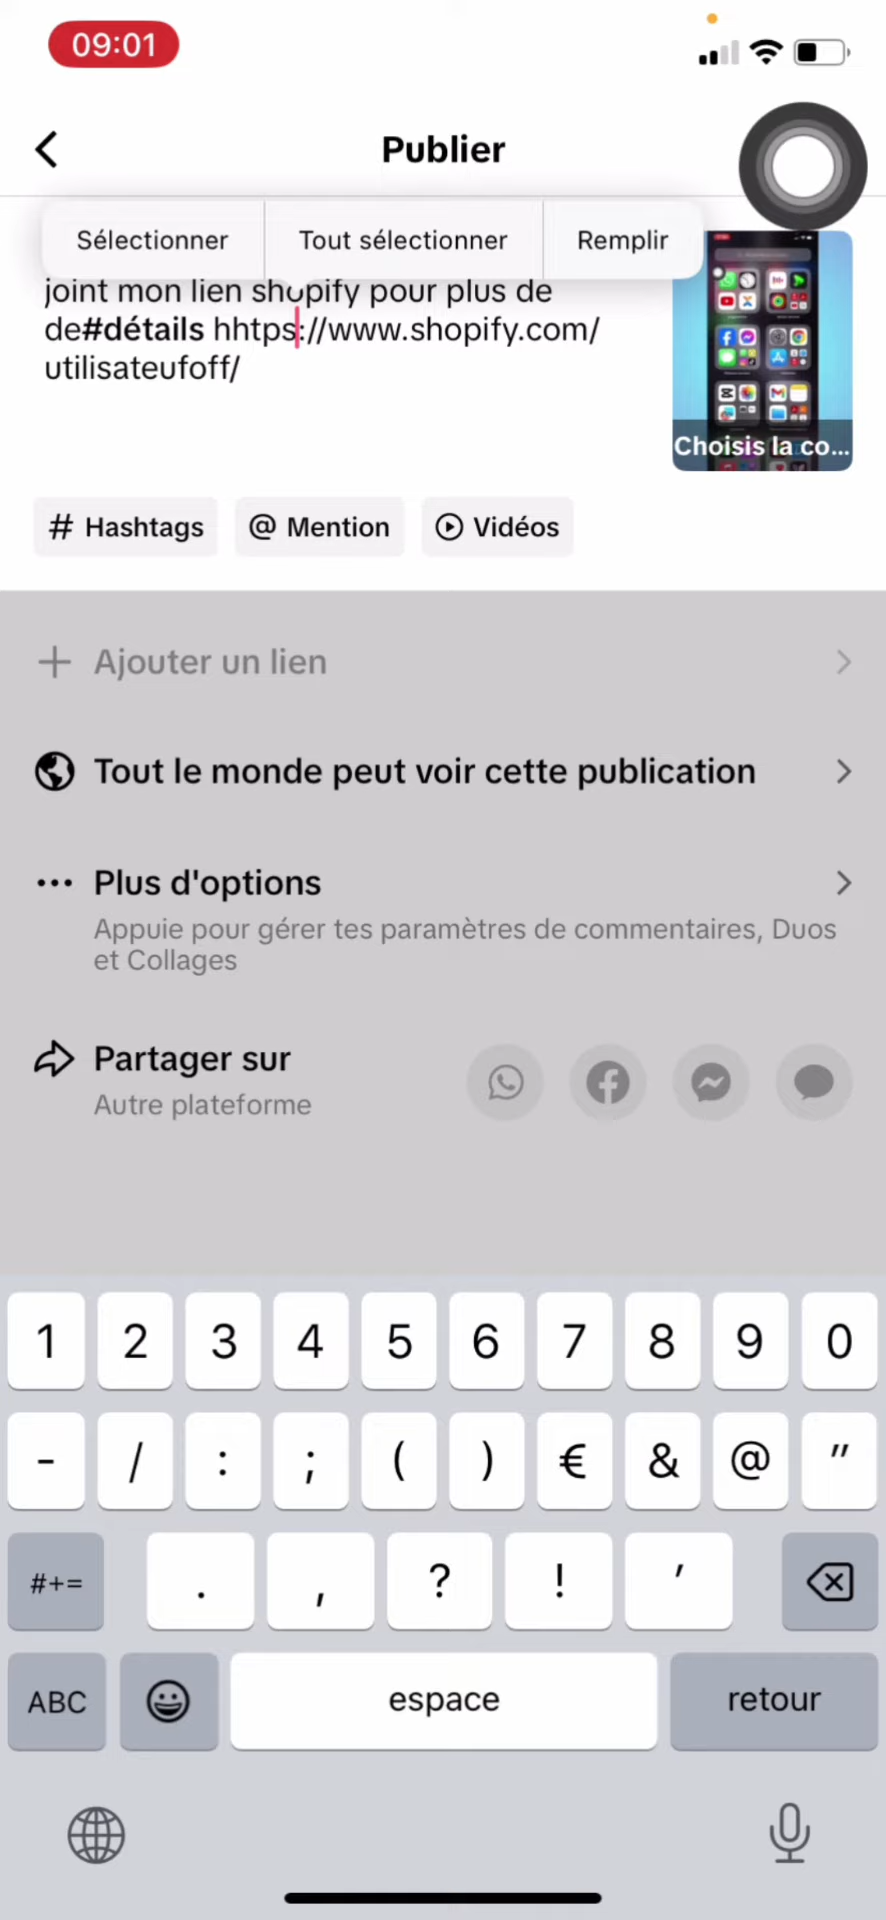 09:01
Publier
Sélectionner
Tout sélectionner
Remplir
joint mon lien shopify pour plus de
de#détails hhtps://www.shopify.com/
utilisateufoff/
Choisis la co...
# Hashtags
@ Mention
Vidéos
+ Ajouter un lien
Tout le monde peut voir cette publication
Plus d'options
Appuie pour gérer tes paramètres de commentaires, Duos
et Collages
Partager sur
Autre plateforme
1 2 3 4 5 6 7 8 9 0
- / : ; ( ) € & @ "
#+= . , ? ! '
ABC espace retour